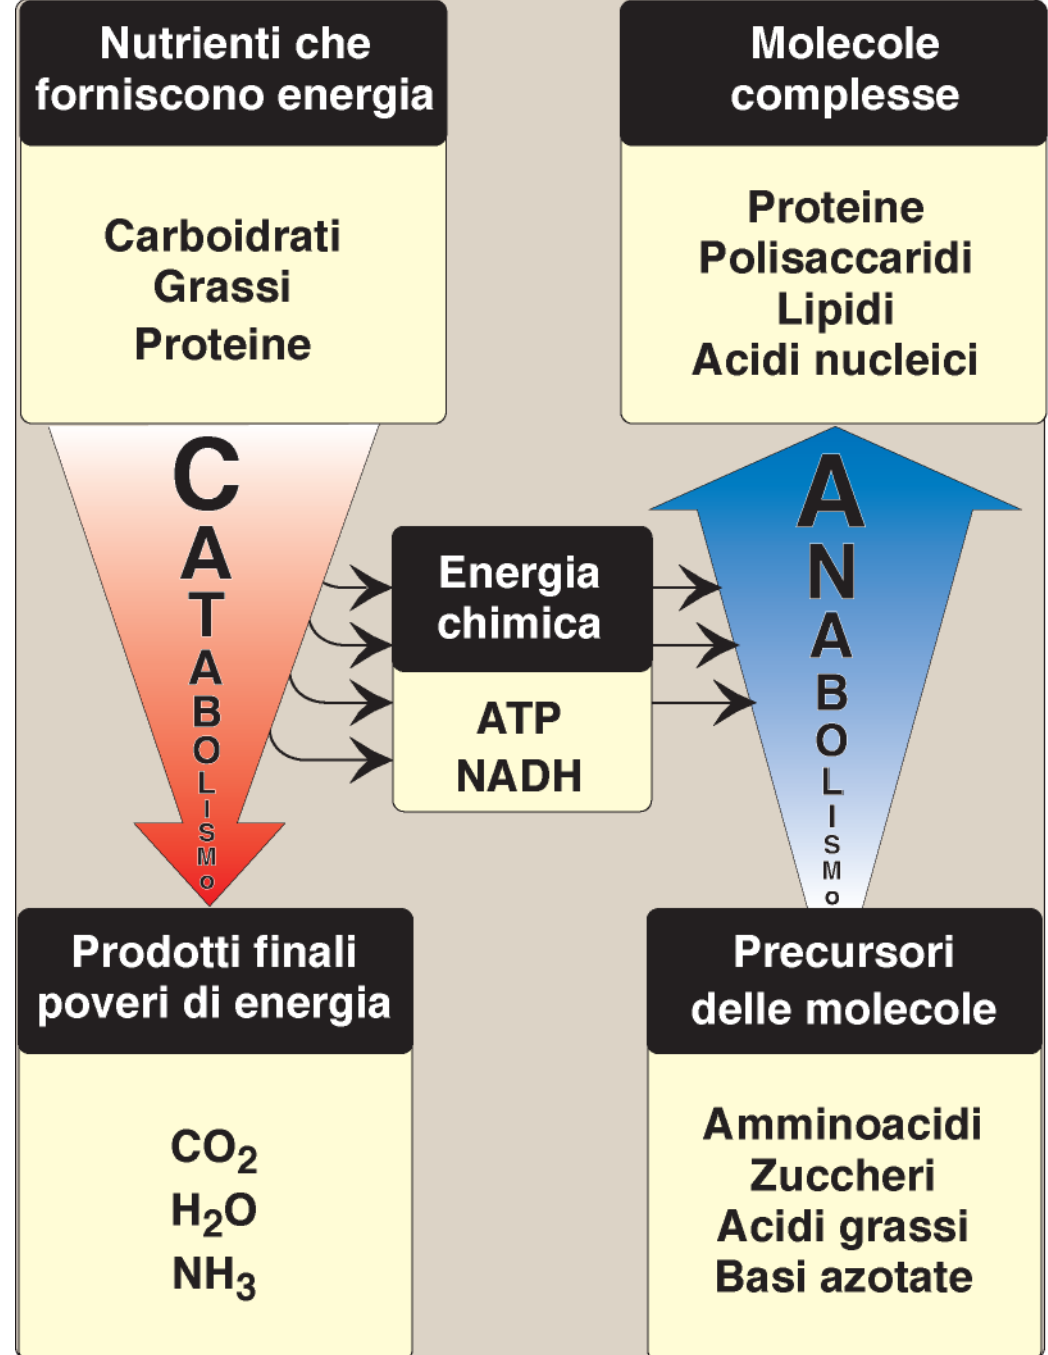 Nutrienti che
forniscono energia
Carboidrati
Grassi
Proteine
Molecole
complesse
Proteine
Polisaccaridi
Lipidi
Acidi nucleici
CATABOLISMO
Energia
chimica
ATP
NADH
ANABOLISMO
Prodotti finali
poveri di energia
CO₂
H₂O
NH₃
Precursori
delle molecole
Amminoacidi
Zuccheri
Acidi grassi
Basi azotate